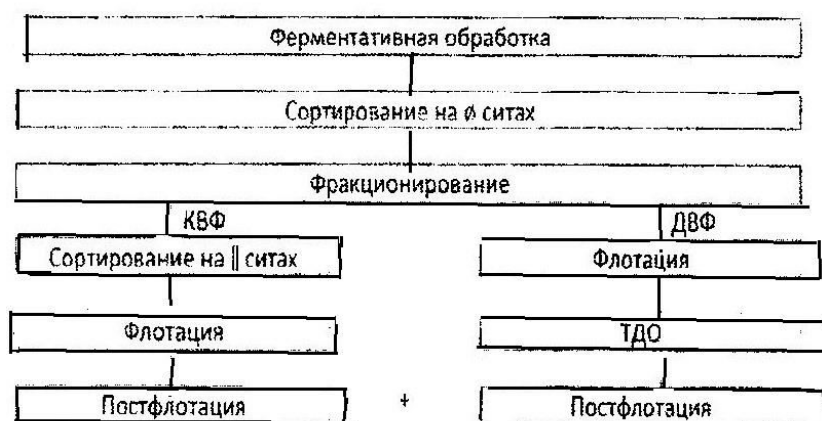 Ферментативная обработка
Сортирование на ø ситах
Фракционирование
КВФ ДВФ
Сортирование на || ситах Флотация
Флотация ТДО
Постфлотация + Постфлотация